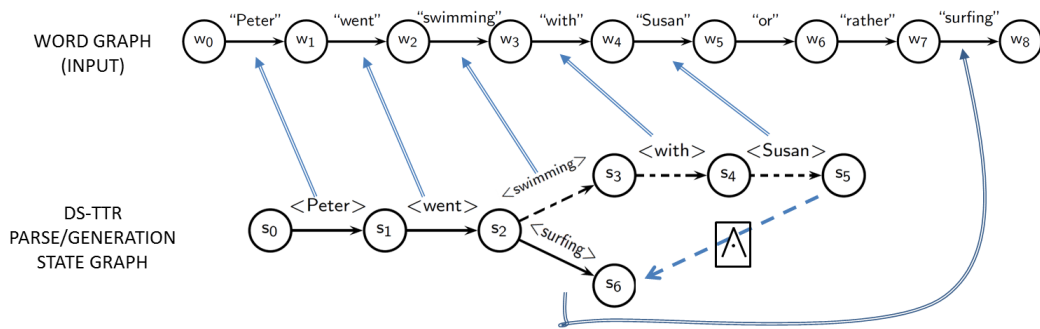 "Peter" "went" "swimming" "with" "Susan" "or" "rather" "surfing"
WORD GRAPH
(INPUT)
w0 w1 w2 w3 w4 w5 w6 w7 w8
<with> <Susan>
<swimming>
s3 s4 s5
<Peter> <went>
DS-TTR
PARSE/GENERATION
STATE GRAPH
s0 s1 s2
<surfing>
s6